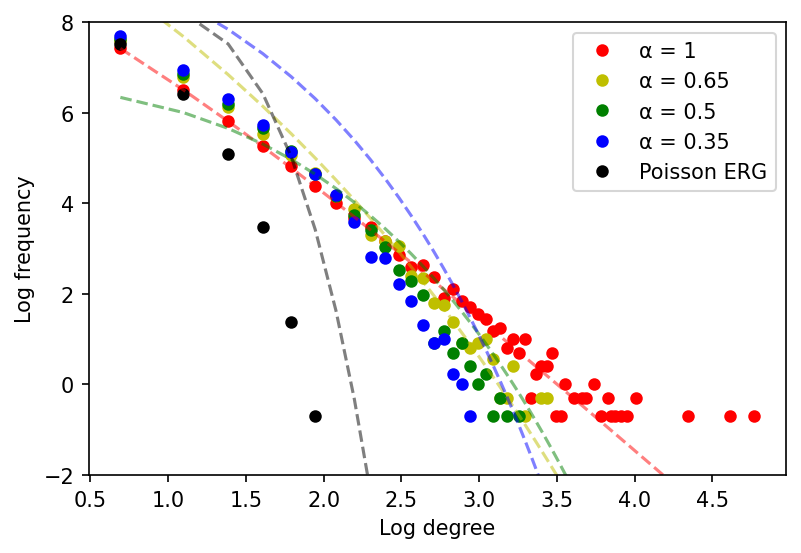 8
6
4
2
0
−2
Log frequency
0.5 1.0 1.5 2.0 2.5 3.0 3.5 4.0 4.5
Log degree
α = 1
α = 0.65
α = 0.5
α = 0.35
Poisson ERG